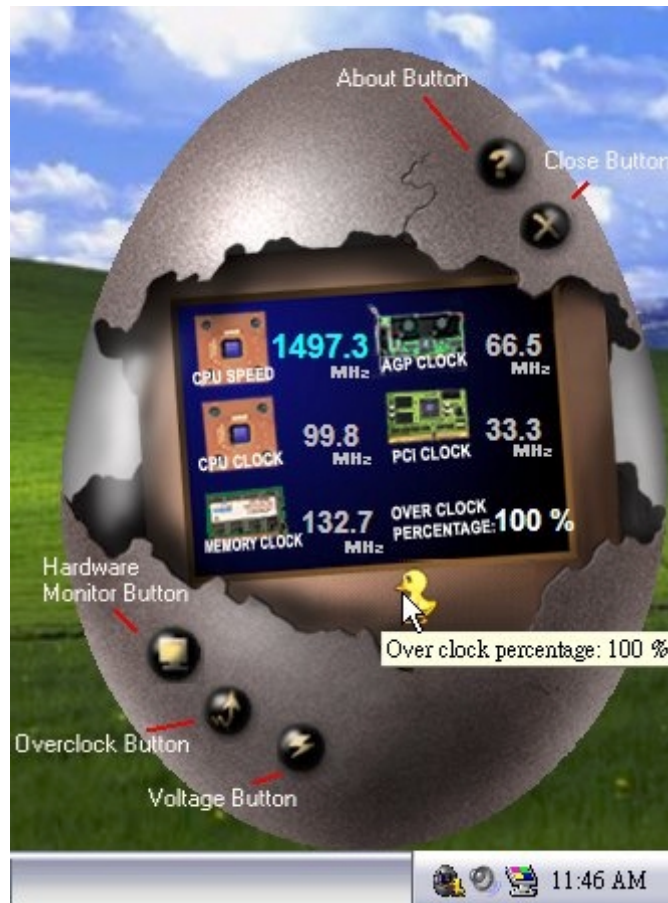 About Button
Close Button
CPU SPEED
1497.3
MHz
AGP CLOCK
66.5
MHz
CPU CLOCK
99.8
MHz
PCI CLOCK
33.3
MHz
MEMORY CLOCK
132.7
MHz
OVER CLOCK
PERCENTAGE:100 %
Over clock percentage: 100 %
Hardware
Monitor Button
Overclock Button
Voltage Button
11:46 AM